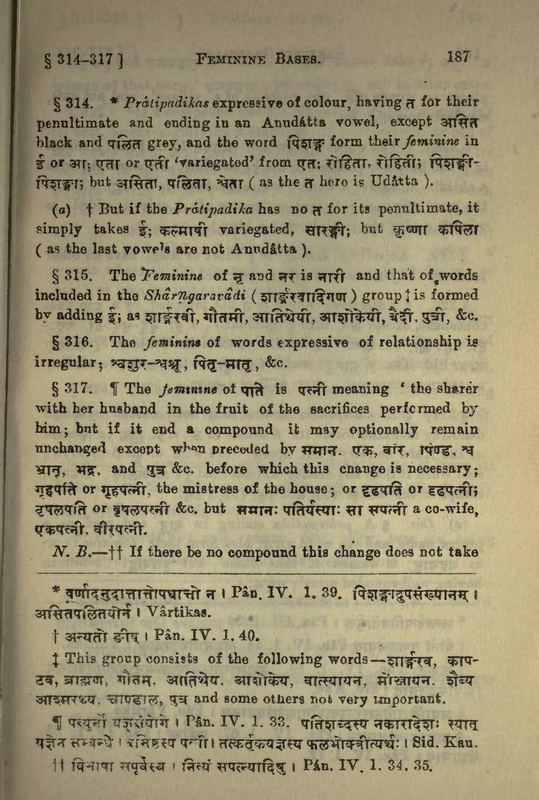 § 314–317 ] FEMININE BASES. 187
§ 314. * Prâtipadikas expressive of colour, having त for their
penultimate and ending in an Anudâtta vowel, except असित
black and पलित grey, and the word पिशङ्ग form their feminine in
ई or आ; एता or एती ‘variegated’ from एतः; रोहिता, रोहिती; पिशङ्गी-
पिशङ्गा; but असिता, पलिता, श्वेता ( as the त here is Udâtta ).
(a) † But if the Prâtipadika has no त for its penultimate, it
simply takes ई; कल्माषी variegated, सारङ्गी; but कृष्णा कपिला
( as the last vowels are not Anudâtta ).
§ 315. The Feminine of नृ and नर is नारी and that of words
included in the Shârṅgaravâdi ( शार्ङ्गरवादिगण ) group ‡ is formed
by adding ई; as शार्ङ्गरवी, गौतमी, आतिथेयी, आशोकेयी, बैदी, पुत्री, &c.
§ 316. The feminine of words expressive of relationship is
irregular; श्वशुर-श्वश्रू, पितृ-मातृ, &c.
§ 317. ¶ The feminine of पति is पत्नी meaning ‘ the sharer
with her husband in the fruit of the sacrifices performed by
him; but if it end a compound it may optionally remain
unchanged except when preceded by समान, एक, वीर, पिण्ड, श्व
भ्रातृ, भद्र, and पुत्र &c. before which this change is necessary;
गृहपति or गृहपत्नी, the mistress of the house; or दृढपति or दृढपत्नी;
वृषलपति or वृषलपत्नी &c. but समानः पतिर्यस्याः सा सपत्नी a co-wife,
एकपत्नी, वीरपत्नी.
N. B.—†† If there be no compound this change does not take
* वर्णादनुदात्तात्तोपधात्तो न । Pân. IV. 1. 39. पिशङ्गादुपसंख्यानम् ।
असितपलितयोर्न । Vârtikas.
† अन्यतो ङीष् । Pân. IV. 1. 40.
‡ This group consists of the following words—शार्ङ्गरव, काप-
टव, ब्राह्मण, गौतम, आतिथेय, आशोकेय, वात्स्यायन, मौञ्जायन, शैब्य
आश्मरथ्य, चाण्डाल, पुत्र and some others not very important.
¶ पत्युर्नो यज्ञसंयोगे । Pân. IV. 1. 33. पतिशब्दस्य नकारादेशः स्यात्
यज्ञेन सम्बन्धे । वसिष्ठस्य पत्नी। तत्कर्तृकयज्ञस्य फलभोक्त्रीत्यर्थः । Sid. Kau.
†† विभाषा सपूर्वस्य । नित्यं सपत्न्यादिषु । Pân. IV. 1. 34. 35.